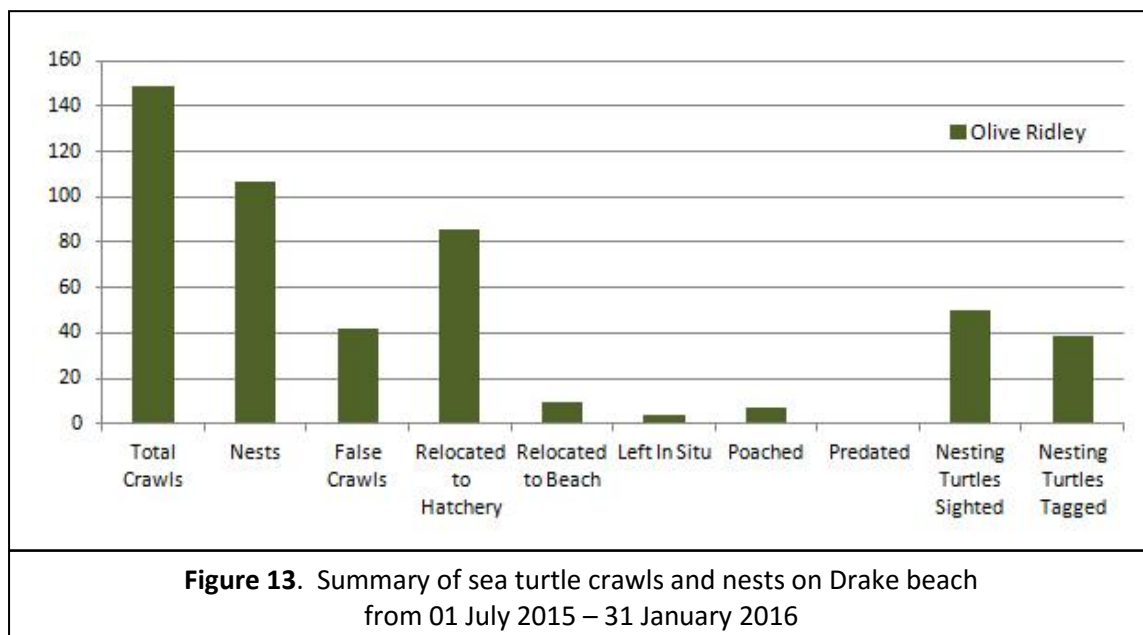 160
140
120
100
80
60
40
20
0
Olive Ridley
Total Crawls
Nests
False Crawls
Relocated to Hatchery
Relocated to Beach
Left In Situ
Poached
Predated
Nesting Turtles Sighted
Nesting Turtles Tagged
Figure 13. Summary of sea turtle crawls and nests on Drake beach
from 01 July 2015 – 31 January 2016